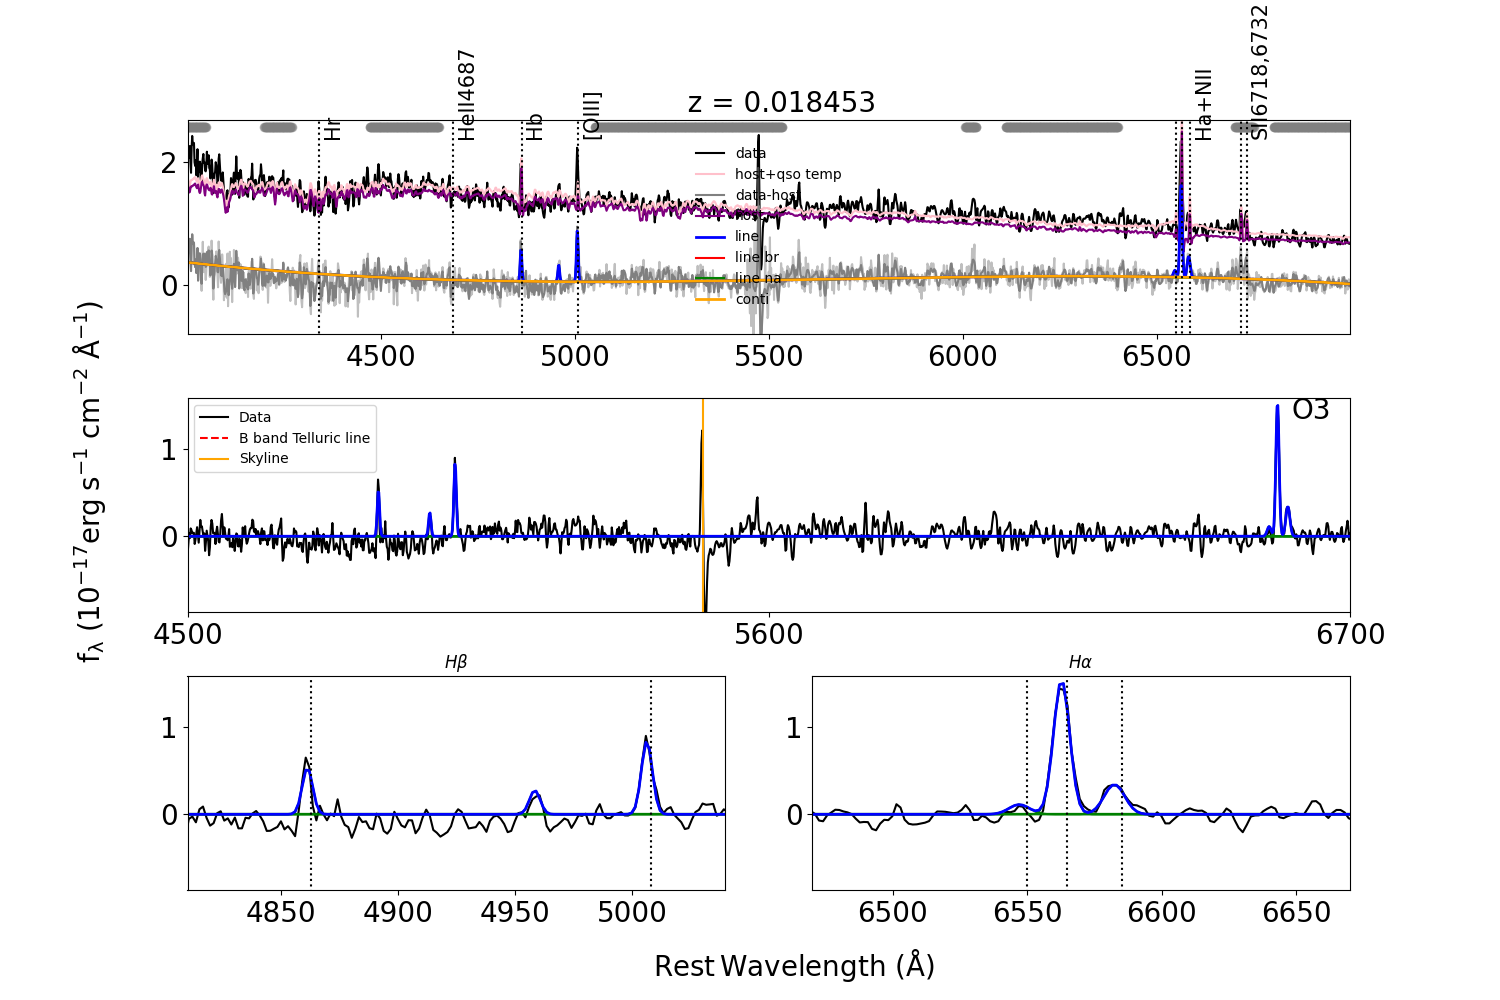 z = 0.018453
Hr
HeII4687
Hb
[OIII]
Ha+NII
SII6718,6732
data
host+qso temp
data-host
host
line
line br
line na
conti
2
0
4500 5000 5500 6000 6500
Data
B band Telluric line
Skyline
O3
1
0
4500 5600 6700
fλ (10−17erg s−1 cm−2 Å−1)
Hβ
1
0
4850 4900 4950 5000
Hα
1
0
6500 6550 6600 6650
Rest Wavelength (Å)